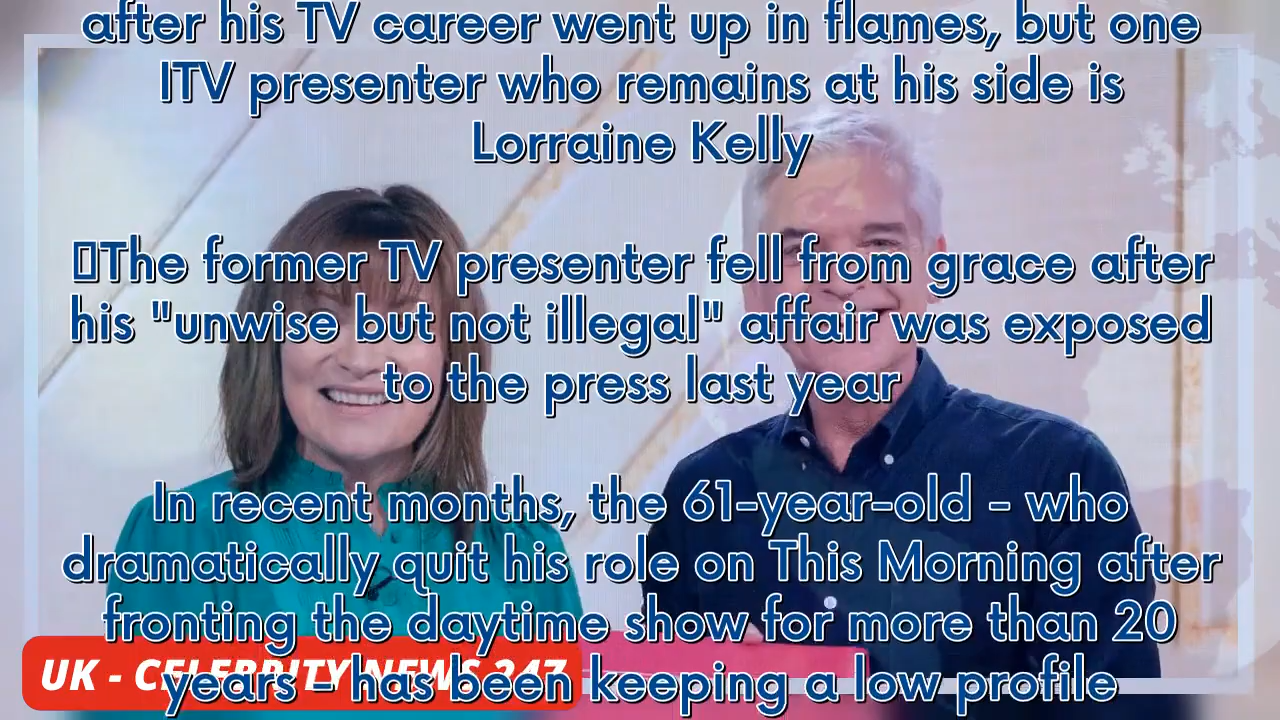 after his TV career went up in flames, but one
ITV presenter who remains at his side is
Lorraine Kelly
The former TV presenter fell from grace after
his "unwise but not illegal" affair was exposed
to the press last year
In recent months, the 61-year-old - who
dramatically quit his role on This Morning after
fronting the daytime show for more than 20
years - has been keeping a low profile
UK - CELEBRITY NEWS 247